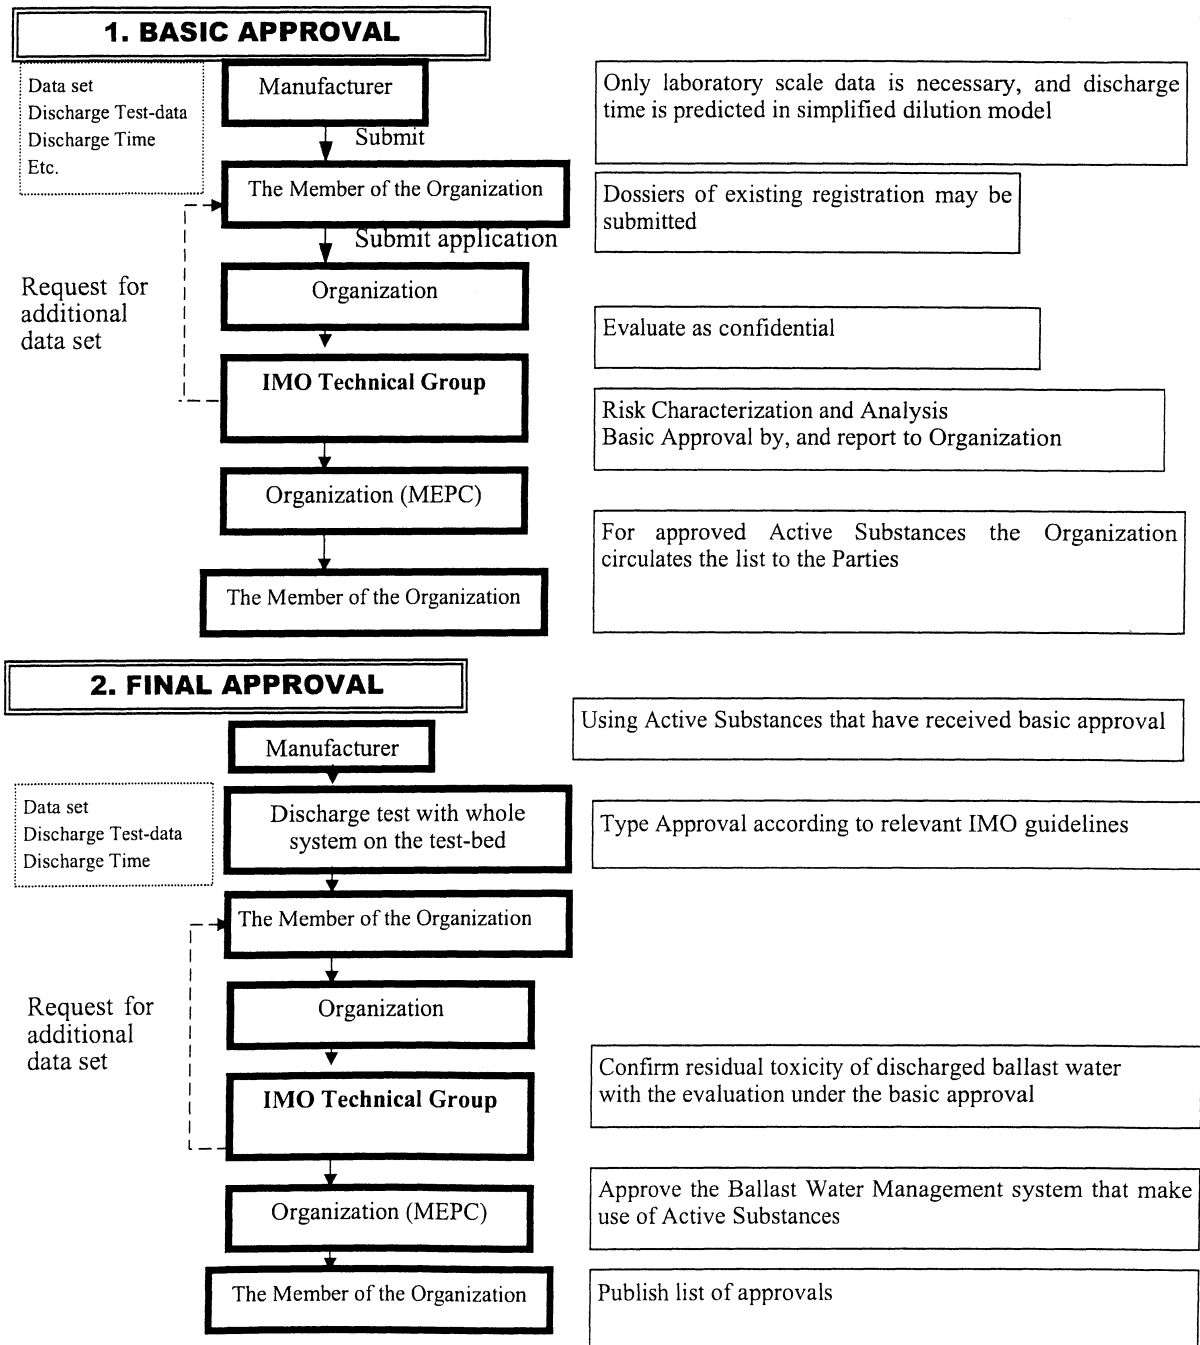 1. BASIC APPROVAL
Data set
Discharge Test-data
Discharge Time
Etc.
Manufacturer
Submit
Only laboratory scale data is necessary, and discharge
time is predicted in simplified dilution model
The Member of the Organization
Dossiers of existing registration may be
submitted
Submit application
Request for
additional
data set
Organization
Evaluate as confidential
IMO Technical Group
Risk Characterization and Analysis
Basic Approval by, and report to Organization
Organization (MEPC)
For approved Active Substances the Organization
circulates the list to the Parties
The Member of the Organization
2. FINAL APPROVAL
Using Active Substances that have received basic approval
Manufacturer
Data set
Discharge Test-data
Discharge Time
Discharge test with whole
system on the test-bed
Type Approval according to relevant IMO guidelines
The Member of the Organization
Request for
additional
data set
Organization
IMO Technical Group
Confirm residual toxicity of discharged ballast water
with the evaluation under the basic approval
Organization (MEPC)
Approve the Ballast Water Management system that make
use of Active Substances
The Member of the Organization
Publish list of approvals